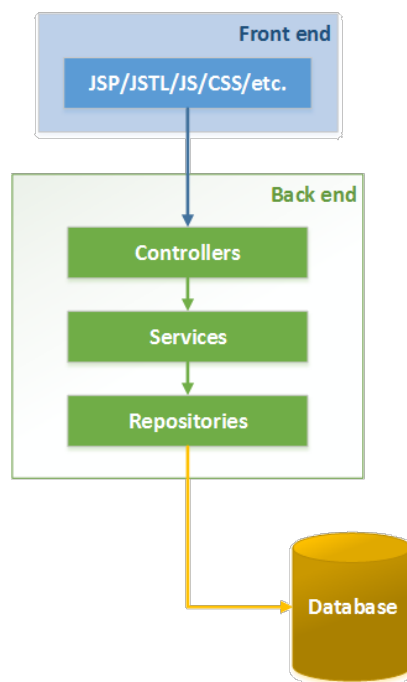 Front end
JSP/JSTL/JS/CSS/etc.
Back end
Controllers
Services
Repositories
Database